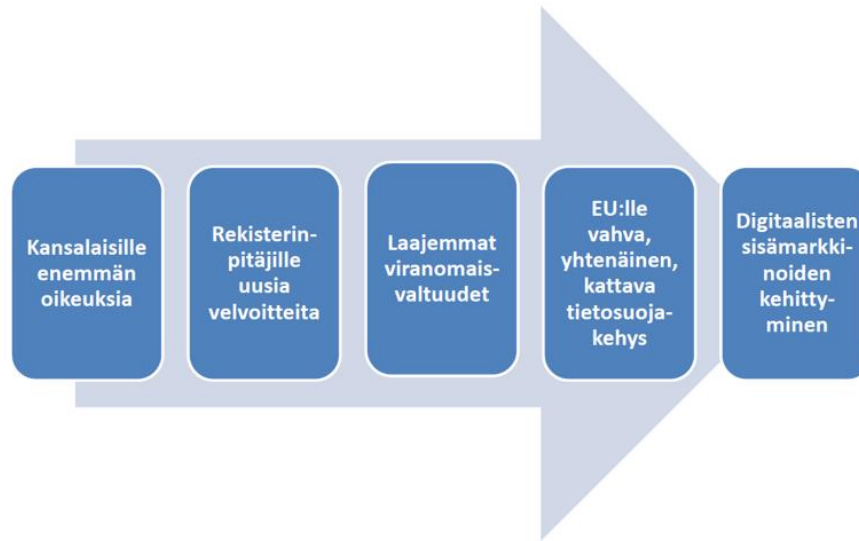 Kansalaisille
enemmän
oikeuksia
Rekisterin-
pitäjille
uusia
velvoitteita
Laajemmat
viranomais-
valtuudet
EU:lle
vahva,
yhtenäinen,
kattava
tietosuoja-
kehys
Digitaalisten
sisämarkki-
noiden
kehitty-
minen